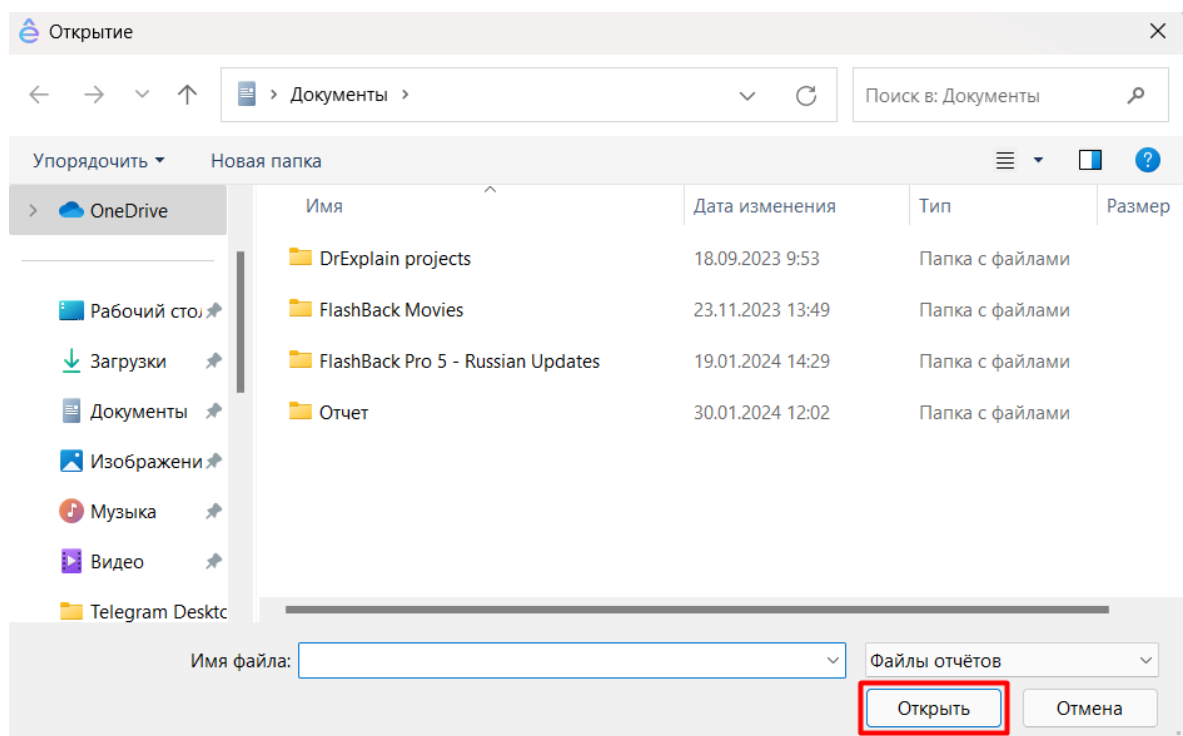 Открытие
Документы
Поиск в: Документы
Упорядочить Новая папка
OneDrive
Имя Дата изменения Тип Размер
DrExplain projects 18.09.2023 9:53 Папка с файлами
Рабочий сто
FlashBack Movies 23.11.2023 13:49 Папка с файлами
Загрузки
FlashBack Pro 5 - Russian Updates 19.01.2024 14:29 Папка с файлами
Документы
Отчет 30.01.2024 12:02 Папка с файлами
Изображени
Музыка
Видео
Telegram Deskto
Имя файла: Файлы отчётов
Открыть Отмена